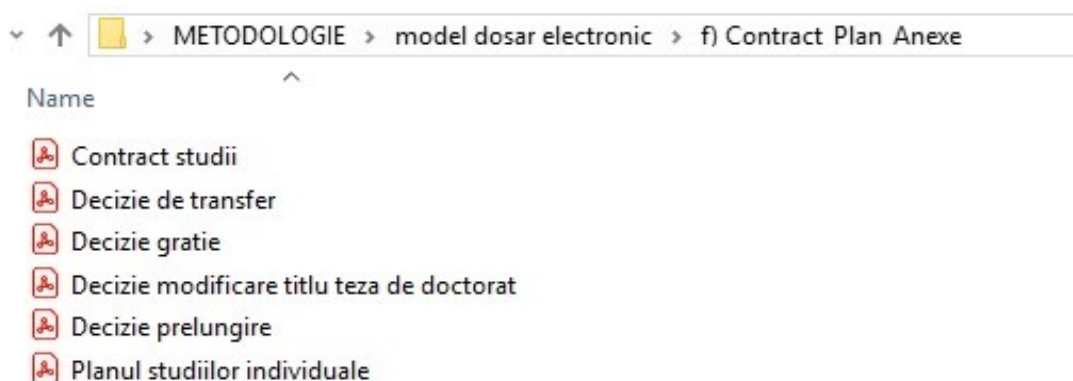 METODOLOGIE > model dosar electronic > f) Contract Plan Anexe
Name
Contract studii
Decizie de transfer
Decizie gratie
Decizie modificare titlu teza de doctorat
Decizie prelungire
Planul studiilor individuale